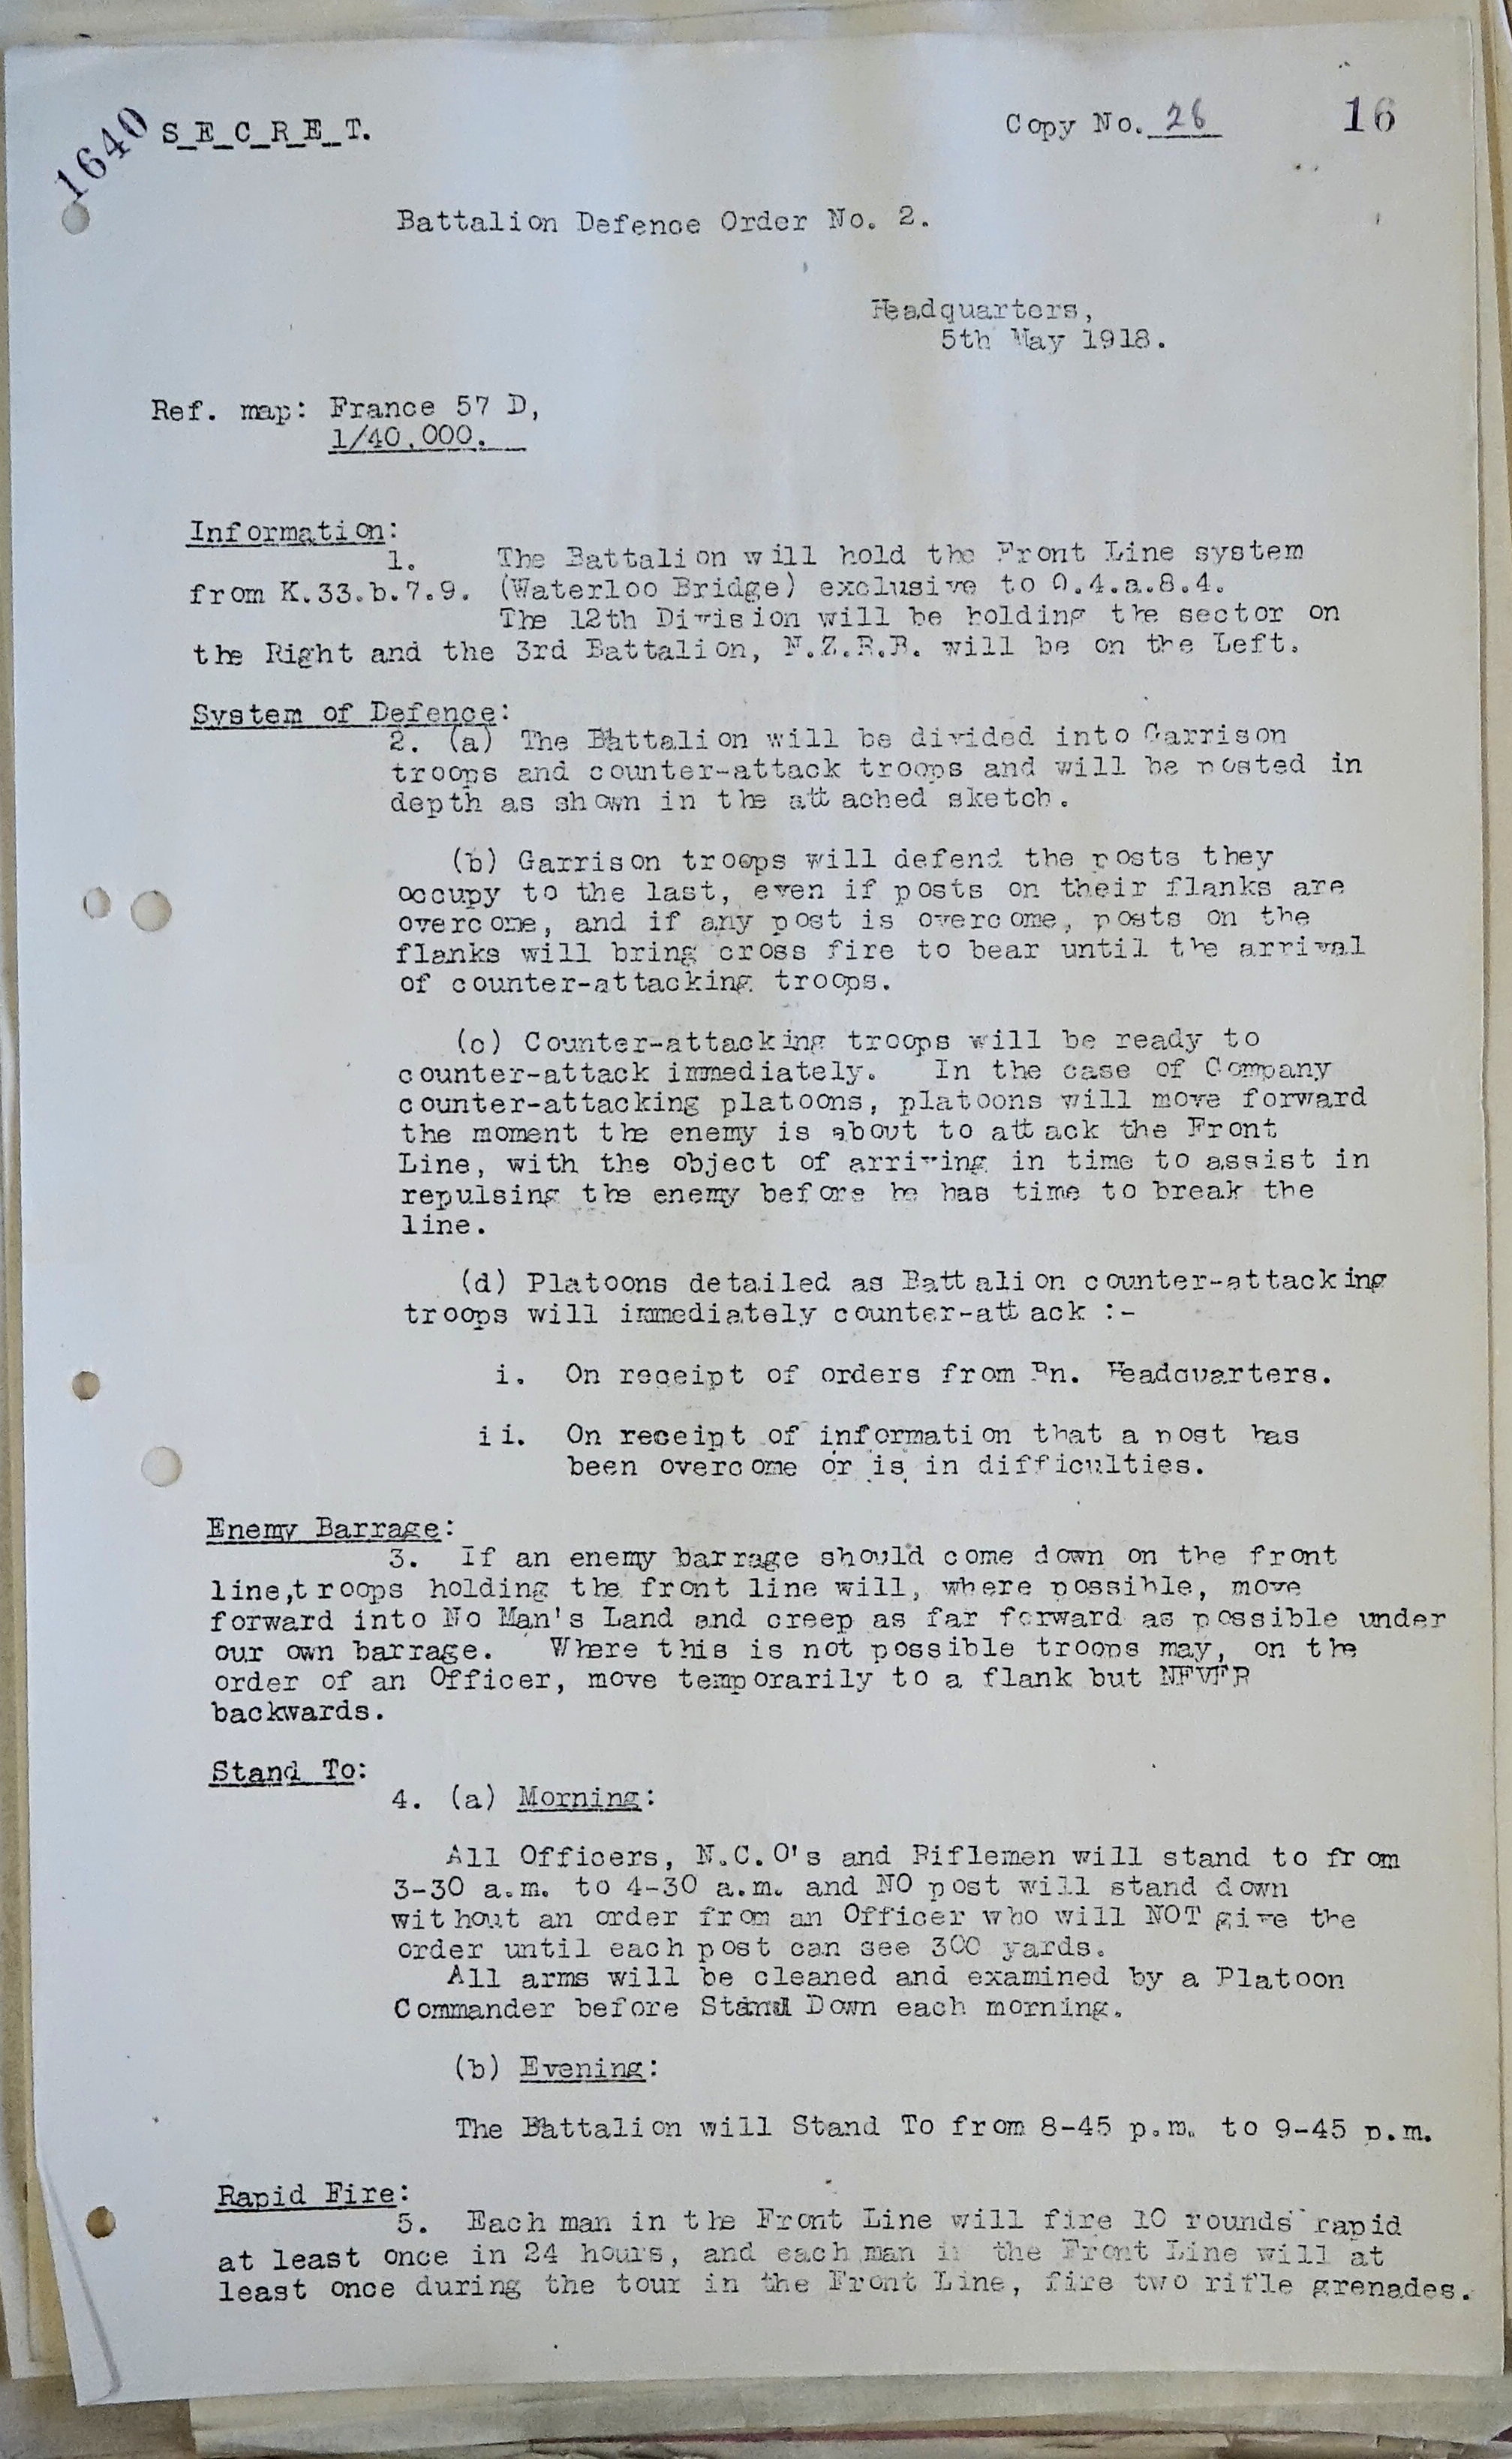 1640
S_E_C_R_E_T.
Copy No. 26
16
Battalion Defence Order No. 2.
Headquarters,
5th May 1918.
Ref. map: France 57 D,
1/40,000.
Information:
1. The Battalion will hold the Front Line system
from K.33.b.7.9. (Waterloo Bridge) exclusive to Q.4.a.8.4.
The 12th Division will be holding the sector on
the Right and the 3rd Battalion, N.Z.R.B. will be on the Left.
System of Defence:
2. (a) The Battalion will be divided into Garrison
troops and counter-attack troops and will be posted in
depth as shown in the attached sketch.
(b) Garrison troops will defend the posts they
occupy to the last, even if posts on their flanks are
overcome, and if any post is overcome, posts on the
flanks will bring cross fire to bear until the arrival
of counter-attacking troops.
(c) Counter-attacking troops will be ready to
counter-attack immediately. In the case of Company
counter-attacking platoons, platoons will move forward
the moment the enemy is about to attack the Front
Line, with the object of arriving in time to assist in
repulsing the enemy before he has time to break the
line.
(d) Platoons detailed as Battalion counter-attacking
troops will immediately counter-attack :-
i. On receipt of orders from Bn. Headquarters.
ii. On receipt of information that a post has
been overcome or is in difficulties.
Enemy Barrage:
3. If an enemy barrage should come down on the front
line,troops holding the front line will, where possible, move
forward into No Man's Land and creep as far forward as possible under
our own barrage. Where this is not possible troops may, on the
order of an Officer, move temporarily to a flank but NEVER
backwards.
Stand To:
4. (a) Morning:
All Officers, N.C.O's and Riflemen will stand to from
3-30 a.m. to 4-30 a.m. and NO post will stand down
without an order from an Officer who will NOT give the
order until each post can see 300 yards.
All arms will be cleaned and examined by a Platoon
Commander before Stand Down each morning.
(b) Evening:
The Battalion will Stand To from 8-45 p.m. to 9-45 p.m.
Rapid Fire:
5. Each man in the Front Line will fire 10 rounds rapid
at least once in 24 hours, and each man in the Front Line will at
least once during the tour in the Front Line, fire two rifle grenades.